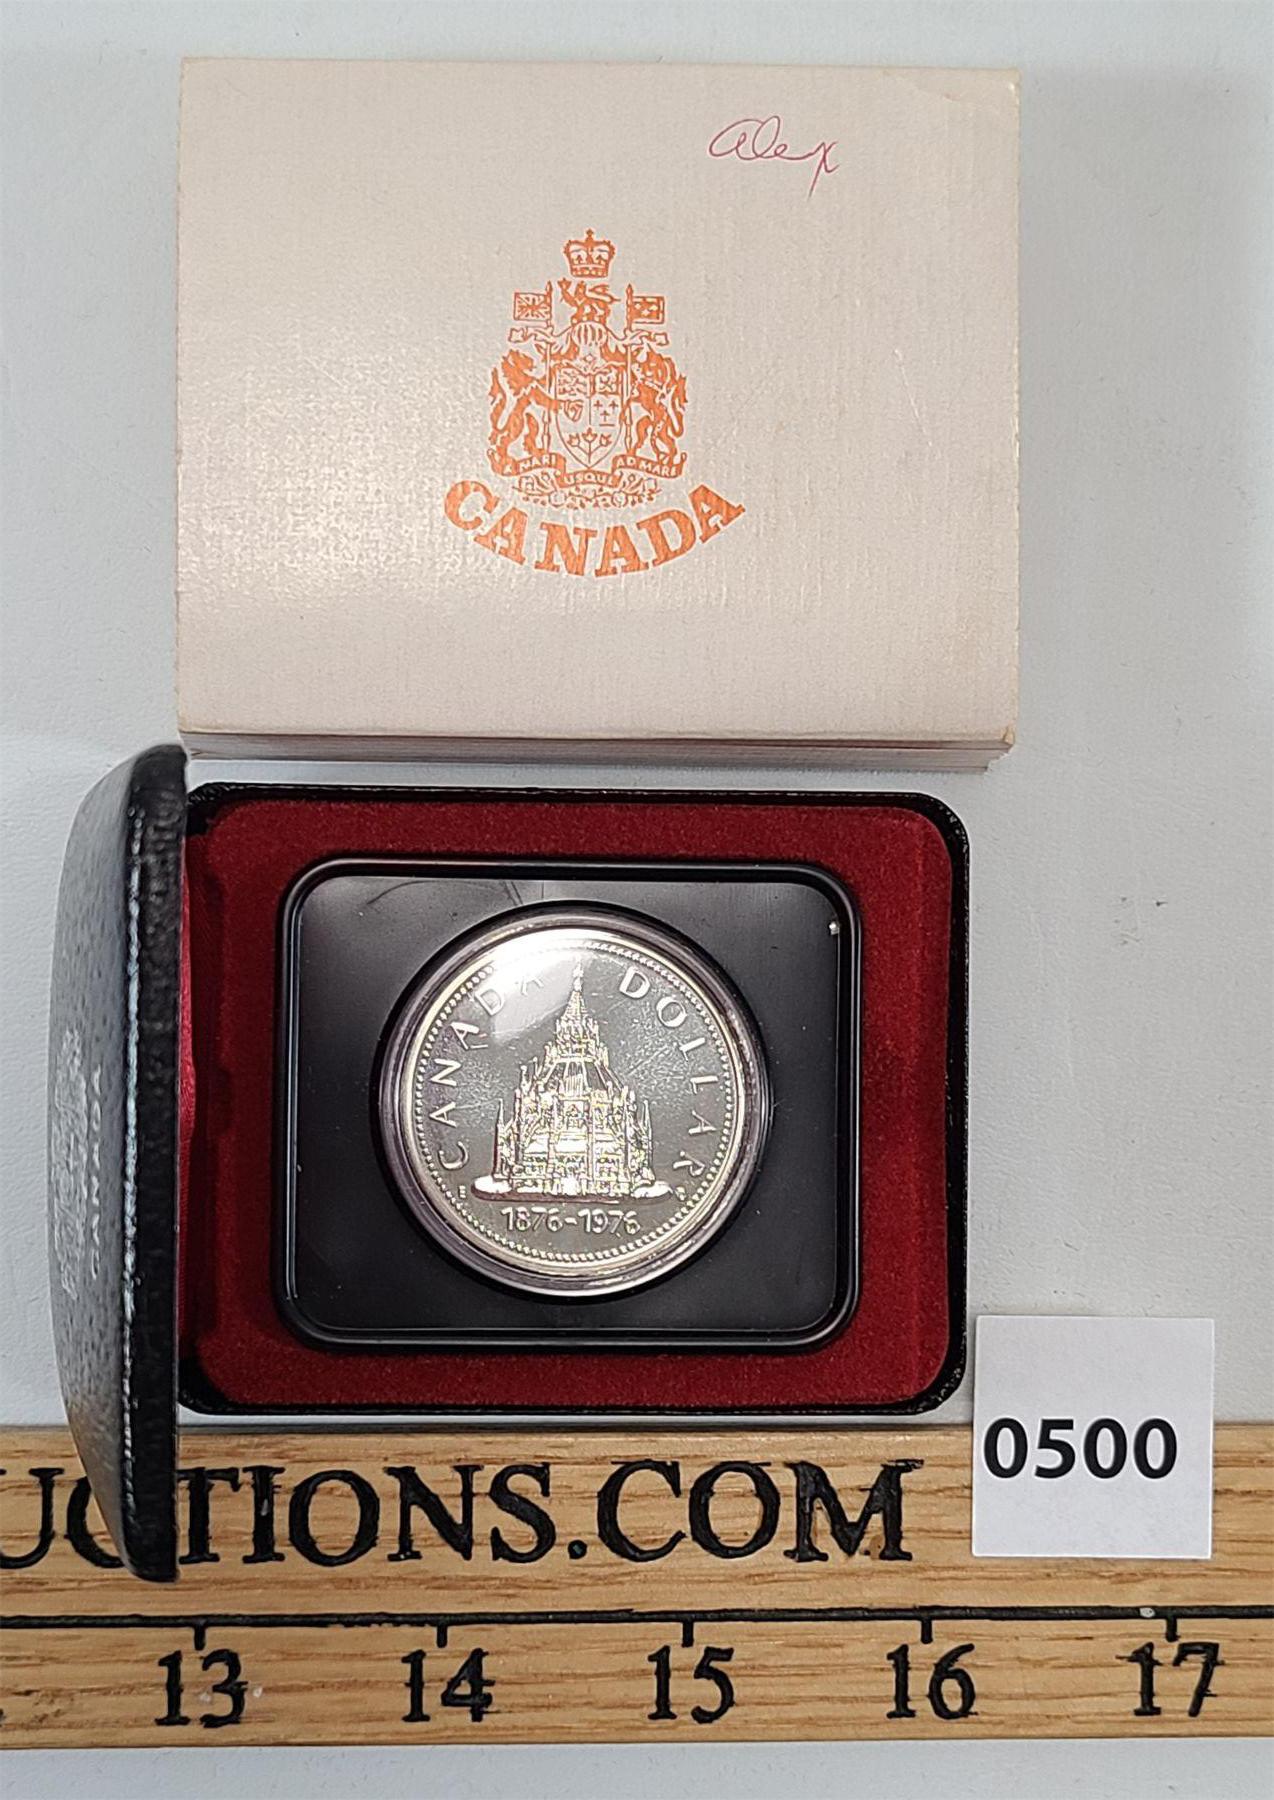 Alex
A MARI USQUE AD MARE
CANADA
CANADA
CANADA DOLLAR
1876-1976
0500
UCTIONS.COM
13 14 15 16 17